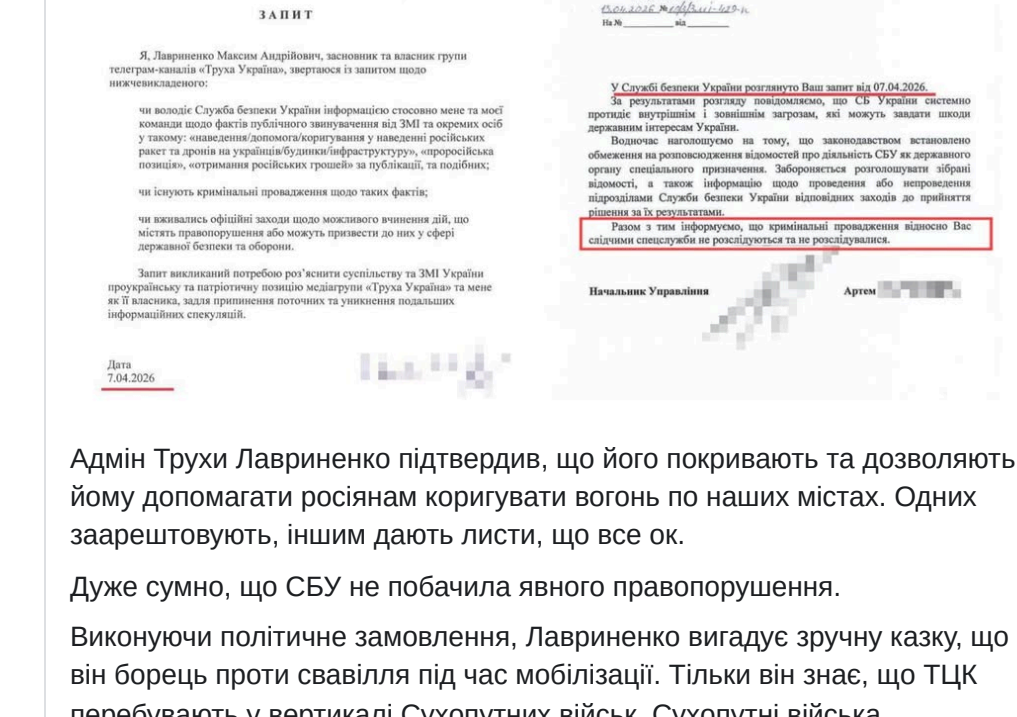 ЗАПИТ
Я, Лавриненко Максим Андрійович, засновник та власник групи
телеграм-каналів «Труха Україна», звертаюся із запитом щодо
нижчевикладеного:
чи володіє Служба безпеки України інформацією стосовно мене та моєї
команди щодо фактів публічного звинувачення від ЗМІ та окремих осіб
у такому: «наведення/допомога/коригування у наведенні російських
ракет та дронів на українців/будинки/інфраструктуру», «проросійська
позиція», «отримання російських грошей» за публікації, та подібних;
чи існують кримінальні провадження щодо таких фактів;
чи вживались офіційні заходи щодо можливого вчинення дій, що
містять правопорушення або можуть призвести до них у сфері
державної безпеки та оборони.
Запит викликаний потребою роз’яснити суспільству та ЗМІ України
проукраїнську та патріотичну позицію медіагрупи «Труха Україна» та мене
як її власника, задля припинення поточних та уникнення подальших
інформаційних спекуляцій.
Дата
7.04.2026
13.04.2026 №
На № від
У Службі безпеки України розглянуто Ваш запит від 07.04.2026.
За результатами розгляду повідомляємо, що СБ України системно
протидіє внутрішнім і зовнішнім загрозам, які можуть завдати шкоди
державним інтересам України.
Водночас наголошуємо на тому, що законодавством встановлено
обмеження на розповсюдження відомостей про діяльність СБУ як державного
органу спеціального призначення. Забороняється розголошувати зібрані
відомості, а також інформацію щодо проведення або непроведення
підрозділами Служби безпеки України відповідних заходів до прийняття
рішення за їх результатами.
Разом з тим інформуємо, що кримінальні провадження відносно Вас
слідчими спецслужби не розслідуються та не розслідувалися.
Начальник Управління Артем
Адмін Трухи Лавриненко підтвердив, що його покривають та дозволяють
йому допомагати росіянам коригувати вогонь по наших містах. Одних
заарештовують, іншим дають листи, що все ок.
Дуже сумно, що СБУ не побачила явного правопорушення.
Виконуючи політичне замовлення, Лавриненко вигадує зручну казку, що
він борець проти свавілля під час мобілізації. Тільки він знає, що ТЦК
перебувають у вертикалі Сухопутних військ. Сухопутні війська